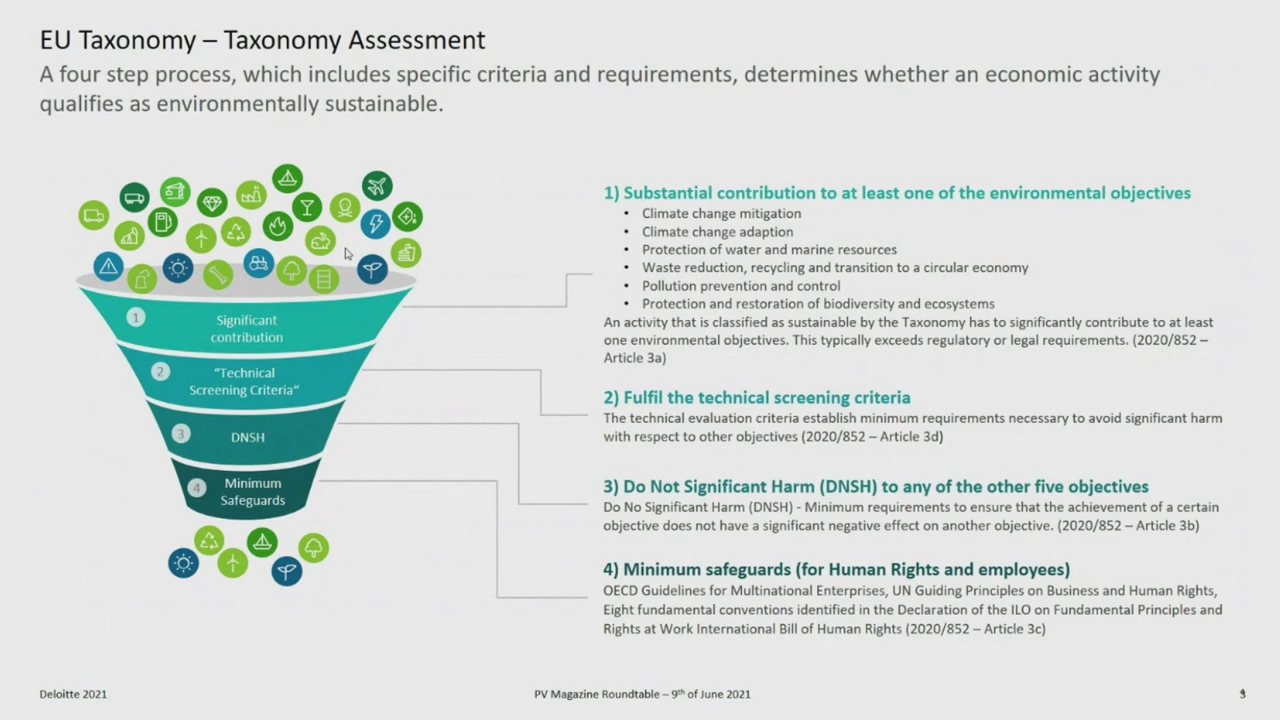 EU Taxonomy – Taxonomy Assessment
A four step process, which includes specific criteria and requirements, determines whether an economic activity
qualifies as environmentally sustainable.
1
Significant
contribution
2
“Technical
Screening Criteria”
3
DNSH
4
Minimum
Safeguards
1) Substantial contribution to at least one of the environmental objectives
• Climate change mitigation
• Climate change adaption
• Protection of water and marine resources
• Waste reduction, recycling and transition to a circular economy
• Pollution prevention and control
• Protection and restoration of biodiversity and ecosystems
An activity that is classified as sustainable by the Taxonomy has to significantly contribute to at least
one environmental objectives. This typically exceeds regulatory or legal requirements. (2020/852 –
Article 3a)
2) Fulfil the technical screening criteria
The technical evaluation criteria establish minimum requirements necessary to avoid significant harm
with respect to other objectives (2020/852 – Article 3d)
3) Do Not Significant Harm (DNSH) to any of the other five objectives
Do No Significant Harm (DNSH) - Minimum requirements to ensure that the achievement of a certain
objective does not have a significant negative effect on another objective. (2020/852 – Article 3b)
4) Minimum safeguards (for Human Rights and employees)
OECD Guidelines for Multinational Enterprises, UN Guiding Principles on Business and Human Rights,
Eight fundamental conventions identified in the Declaration of the ILO on Fundamental Principles and
Rights at Work International Bill of Human Rights (2020/852 – Article 3c)
Deloitte 2021
PV Magazine Roundtable – 9th of June 2021